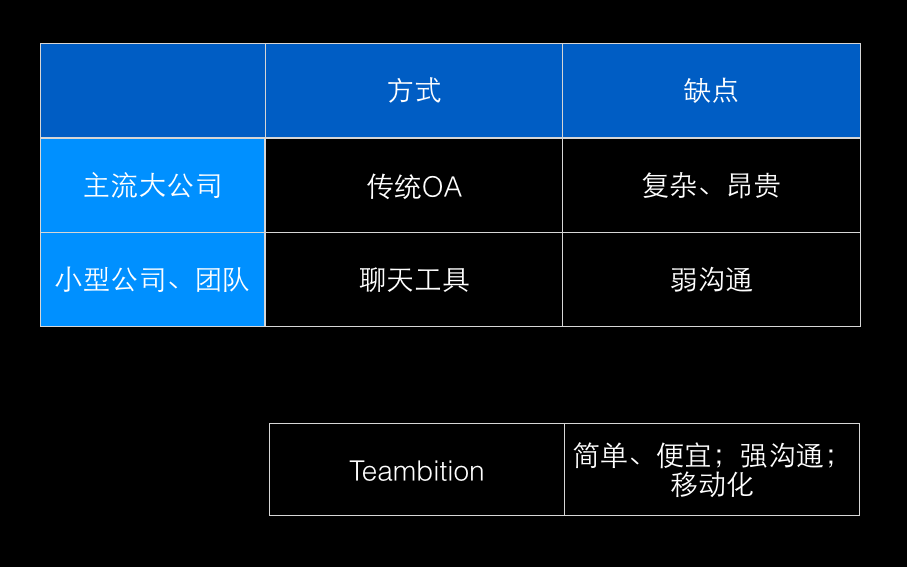 方式
缺点
主流大公司
传统OA
复杂、昂贵
小型公司、团队
聊天工具
弱沟通
Teambition
简单、便宜；强沟通；
移动化